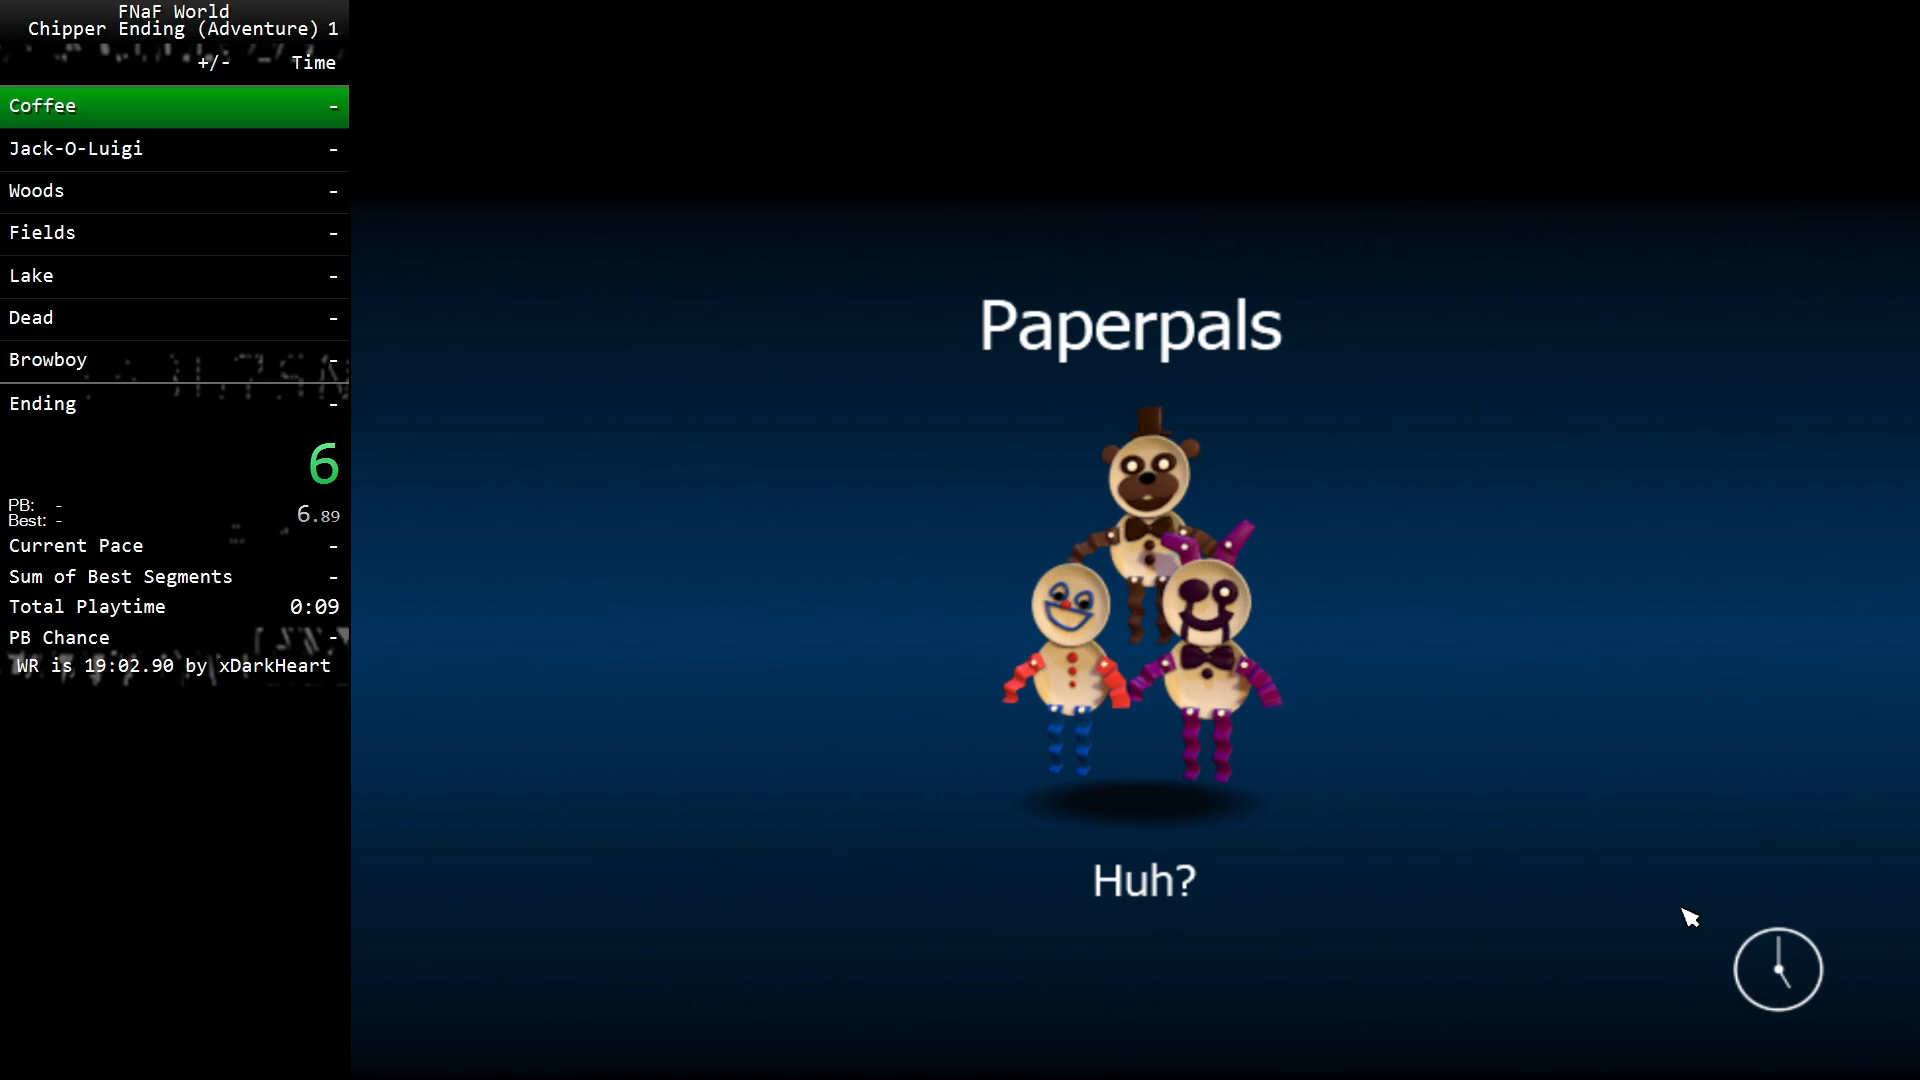 FNaF World
Chipper Ending (Adventure) 1
+/- Time
Coffee -
Jack-O-Luigi -
Woods -
Fields -
Lake -
Dead -
Browboy -
Ending -
6
PB: -
Best: -
6.89
Current Pace -
Sum of Best Segments -
Total Playtime 0:09
PB Chance -
WR is 19:02.90 by xDarkHeart
Paperpals
Huh?